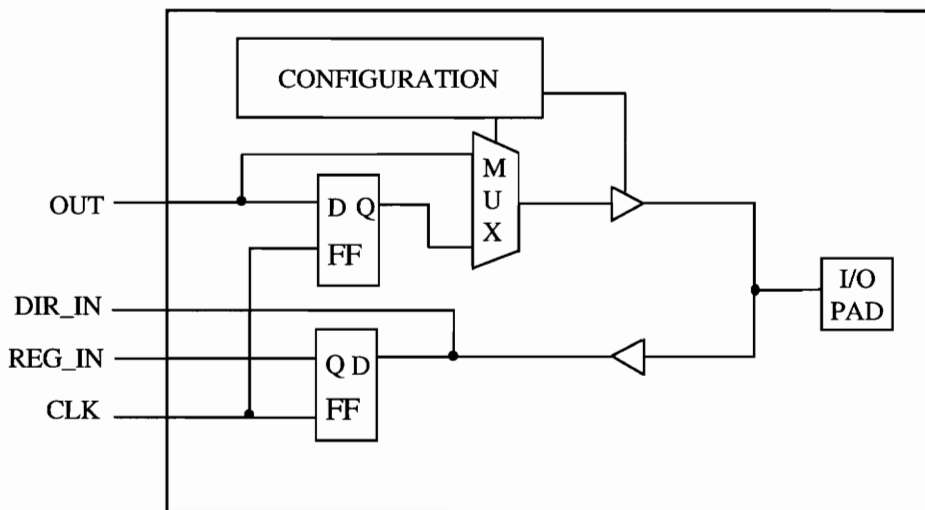 CONFIGURATION
M
U
X
OUT
D Q
FF
DIR_IN
I/O
PAD
REG_IN
Q D
FF
CLK